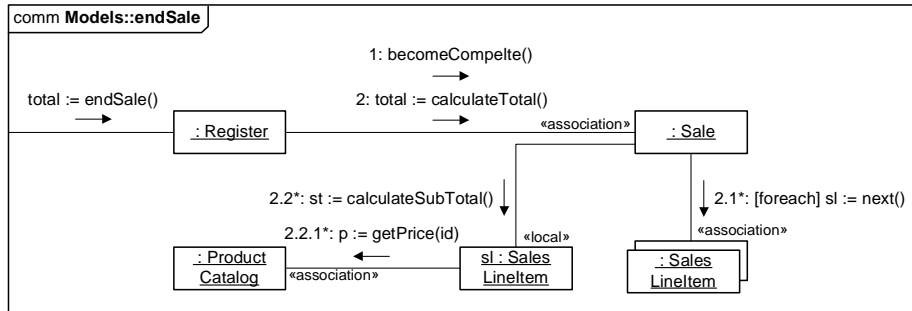 comm Models::endSale
1: becomeCompelte()
total := endSale()
2: total := calculateTotal()
: Register
«association»
: Sale
2.2*: st := calculateSubTotal()
2.1*: [foreach] sl := next()
2.2.1*: p := getPrice(id)
«local»
«association»
: Product
Catalog
«association»
sl : Sales
LineItem
: Sales
LineItem